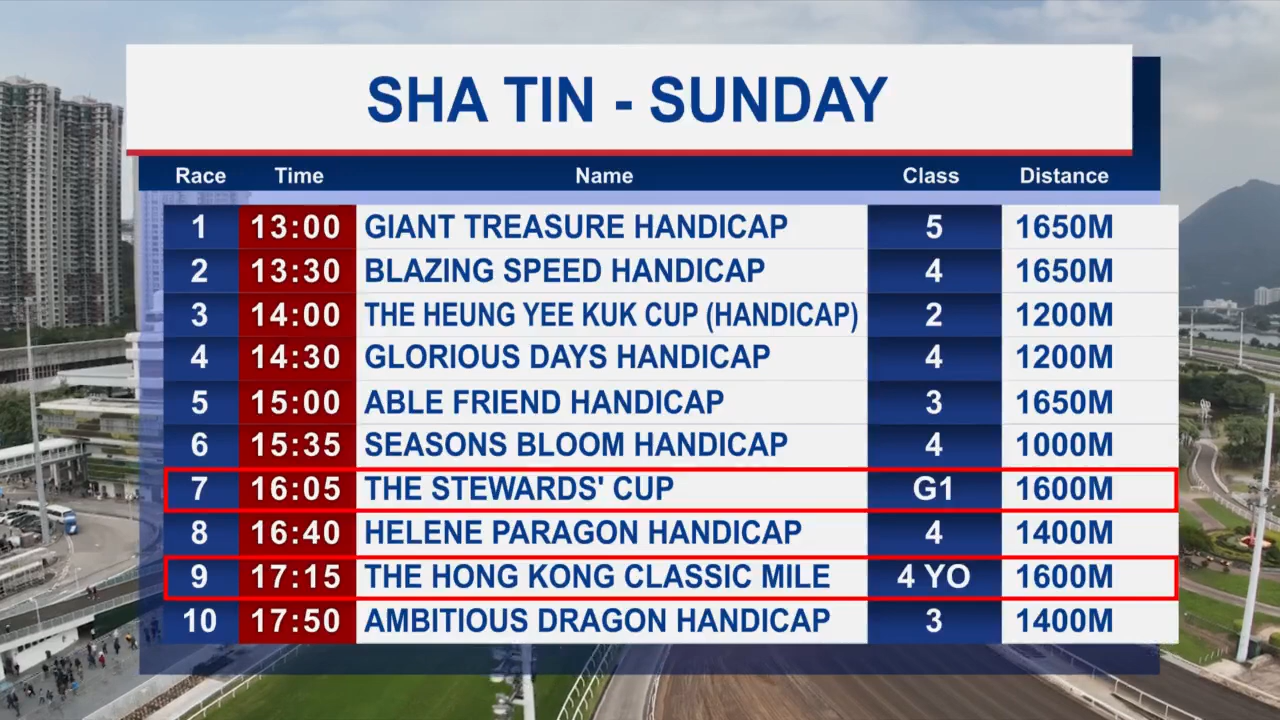 SHA TIN - SUNDAY
Race Time Name Class Distance
1 13:00 GIANT TREASURE HANDICAP 5 1650M
2 13:30 BLAZING SPEED HANDICAP 4 1650M
3 14:00 THE HEUNG YEE KUK CUP (HANDICAP) 2 1200M
4 14:30 GLORIOUS DAYS HANDICAP 4 1200M
5 15:00 ABLE FRIEND HANDICAP 3 1650M
6 15:35 SEASONS BLOOM HANDICAP 4 1000M
7 16:05 THE STEWARDS' CUP G1 1600M
8 16:40 HELENE PARAGON HANDICAP 4 1400M
9 17:15 THE HONG KONG CLASSIC MILE 4 YO 1600M
10 17:50 AMBITIOUS DRAGON HANDICAP 3 1400M